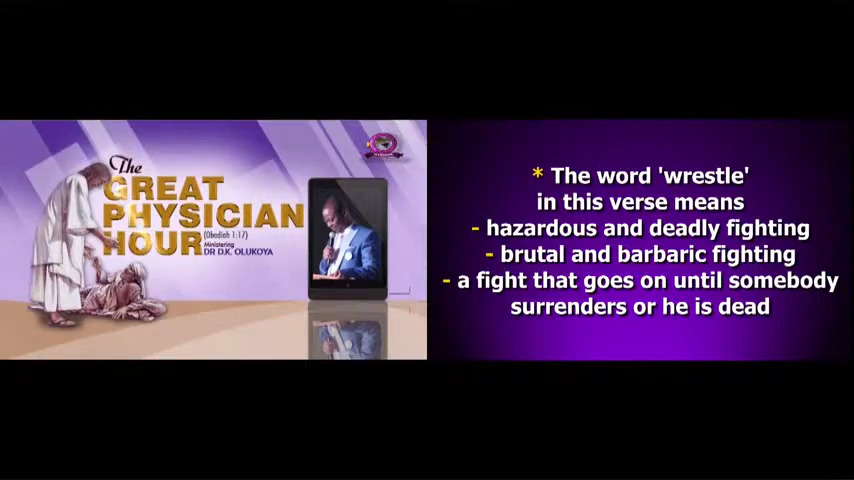 The
GREAT
PHYSICIAN
HOUR
(Obadiah 1:17)
Ministering
DR D.K. OLUKOYA
* The word 'wrestle'
in this verse means
- hazardous and deadly fighting
- brutal and barbaric fighting
- a fight that goes on until somebody
surrenders or he is dead